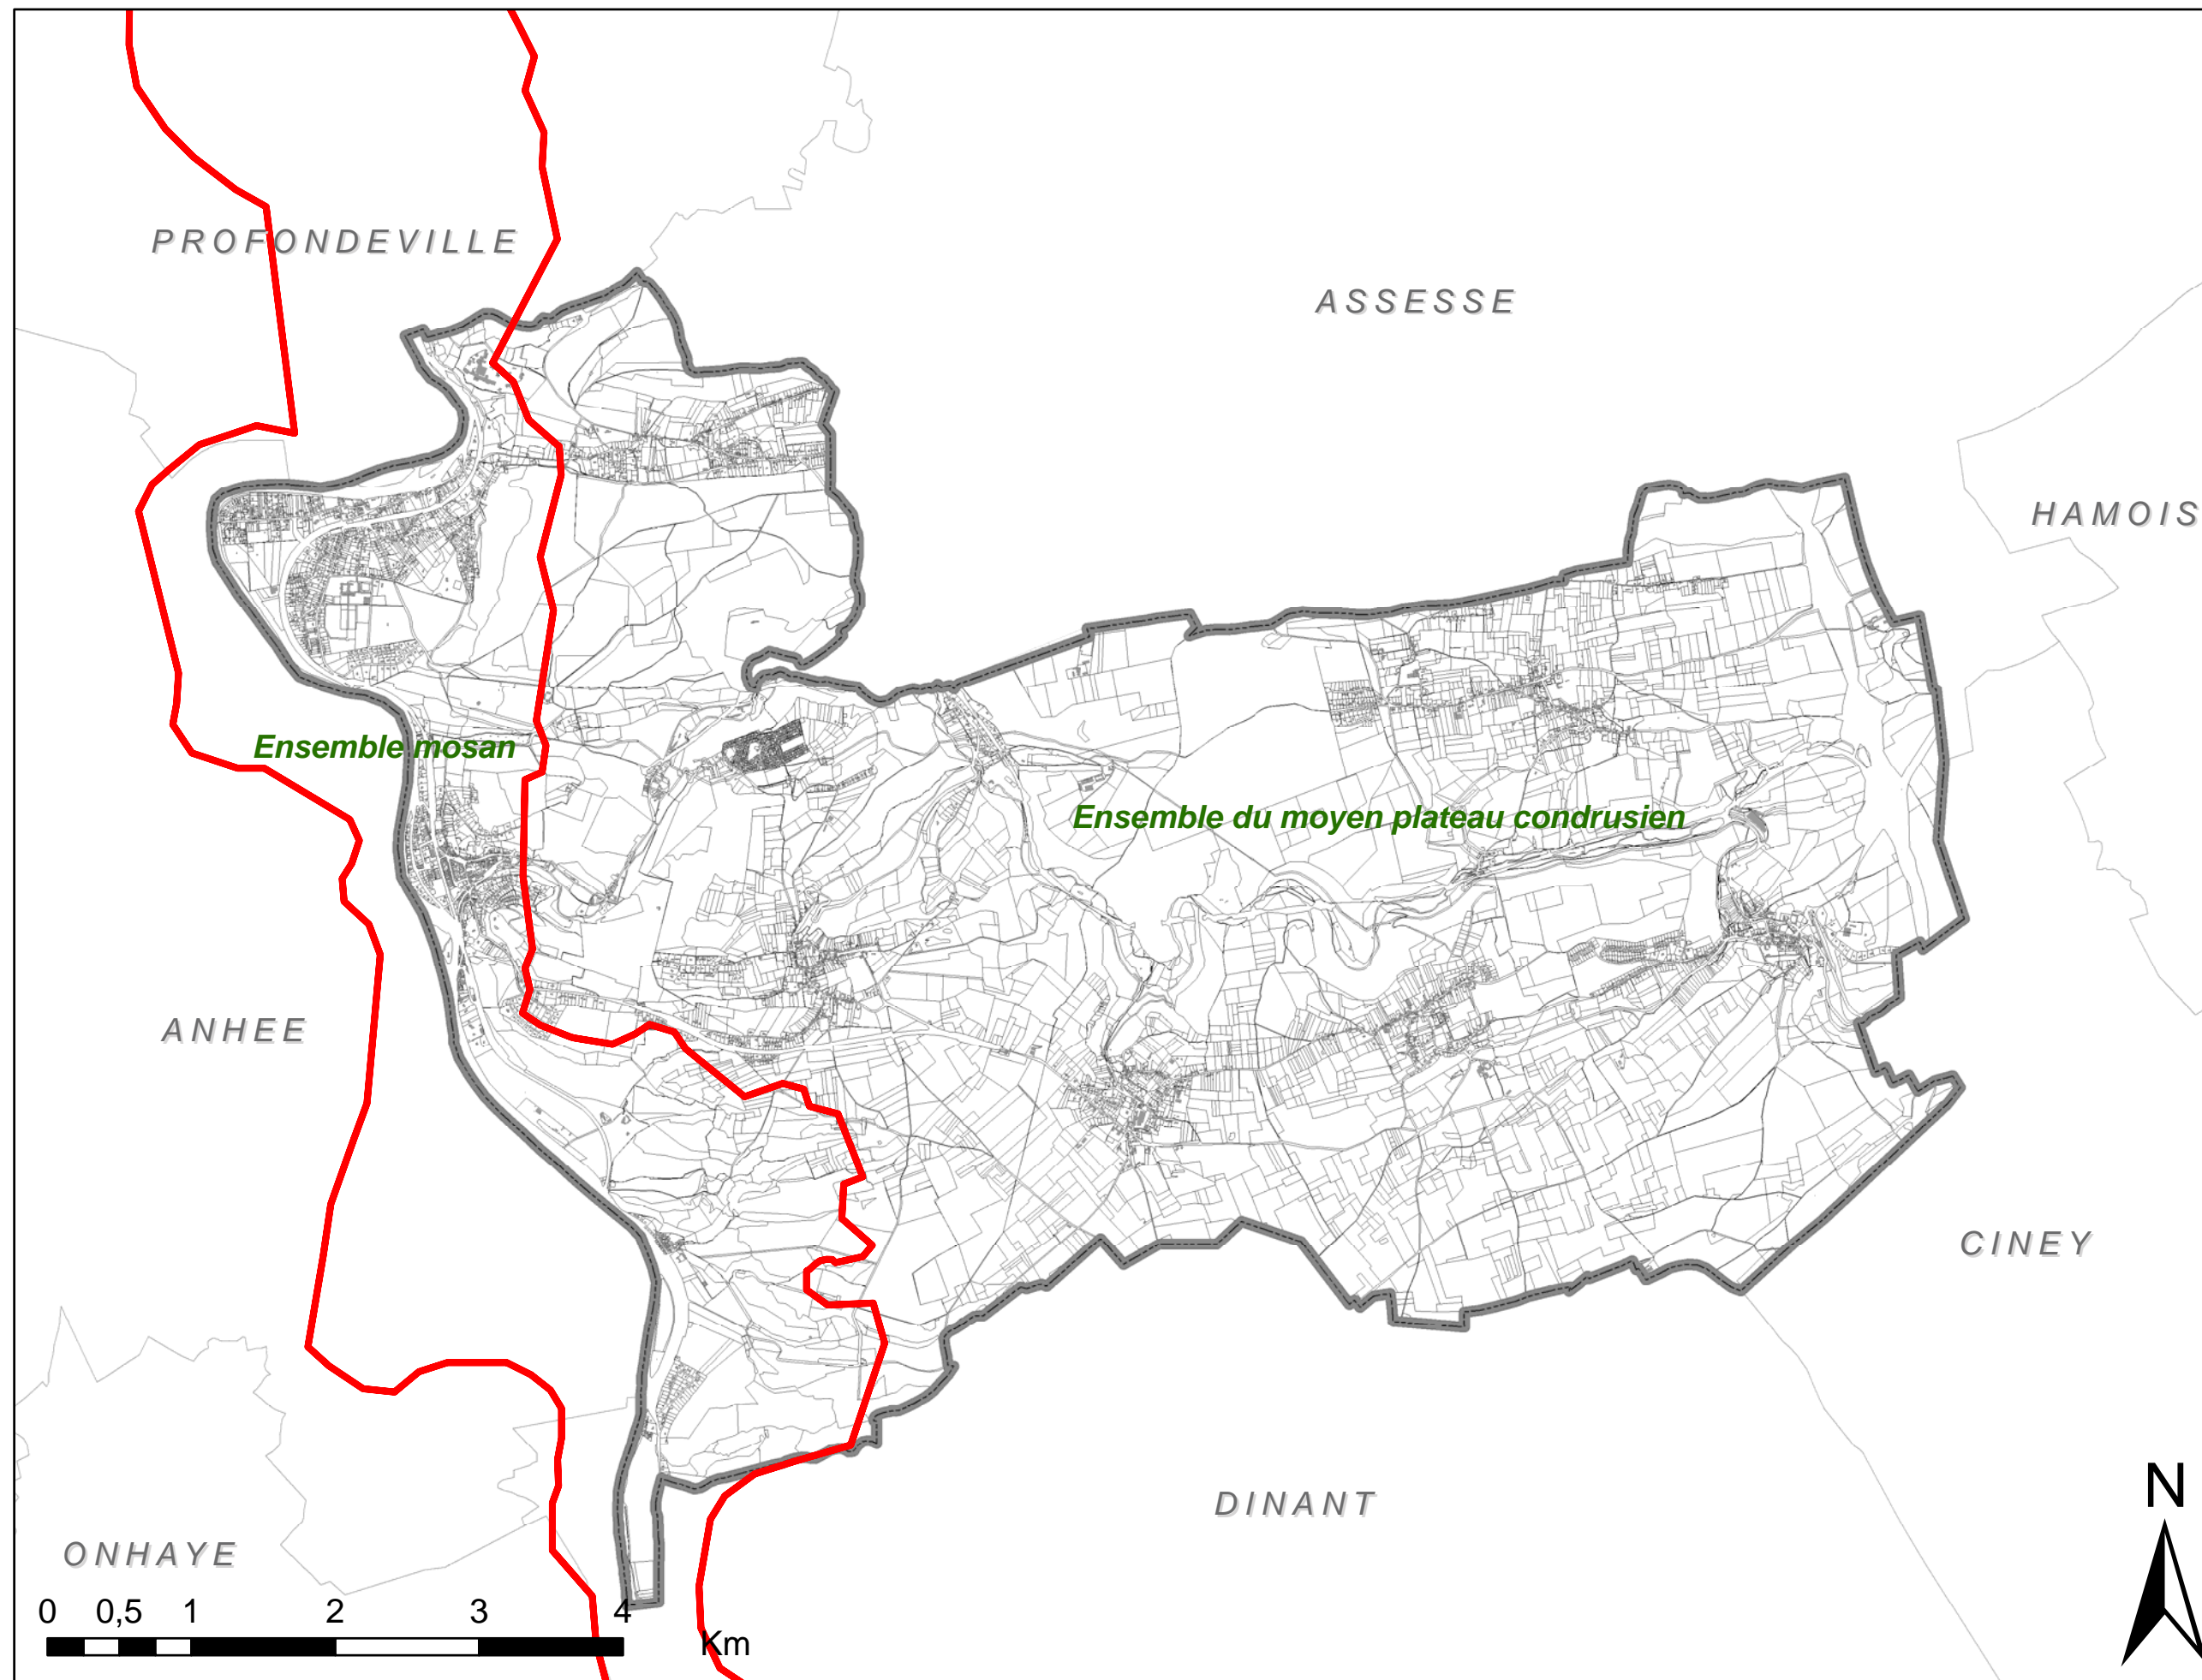 PROFONDEVILLE
ASSESSE
HAMOIS
Ensemble mosan
Ensemble du moyen plateau condrusien
ANHEE
CINEY
DINANT
N
ONHAYE
0 0,5 1 2 3 4
Km